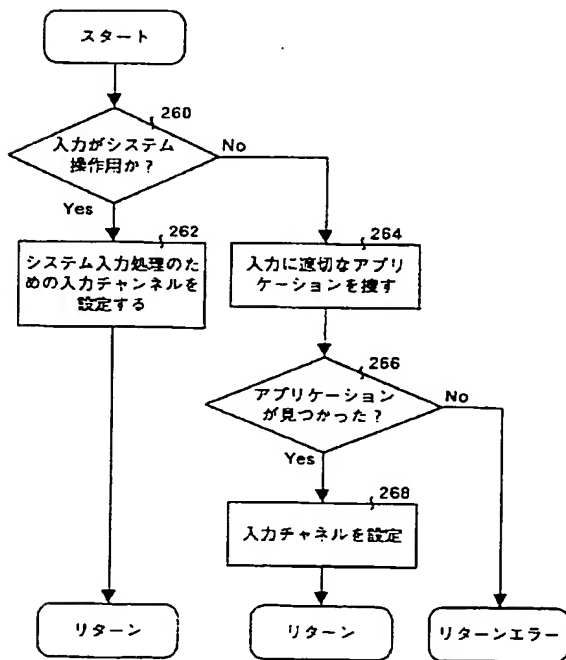 スタート
260
入力がシステム
操作用か？
No
Yes
262
システム入力処理のた
めの入力チャンネルを
設定する
264
入力に適切なアプリ
ケーションを捜す
266
アプリケーション
が見つかった？
No
Yes
268
入力チャネルを設定
リターン
リターン
リターンエラー